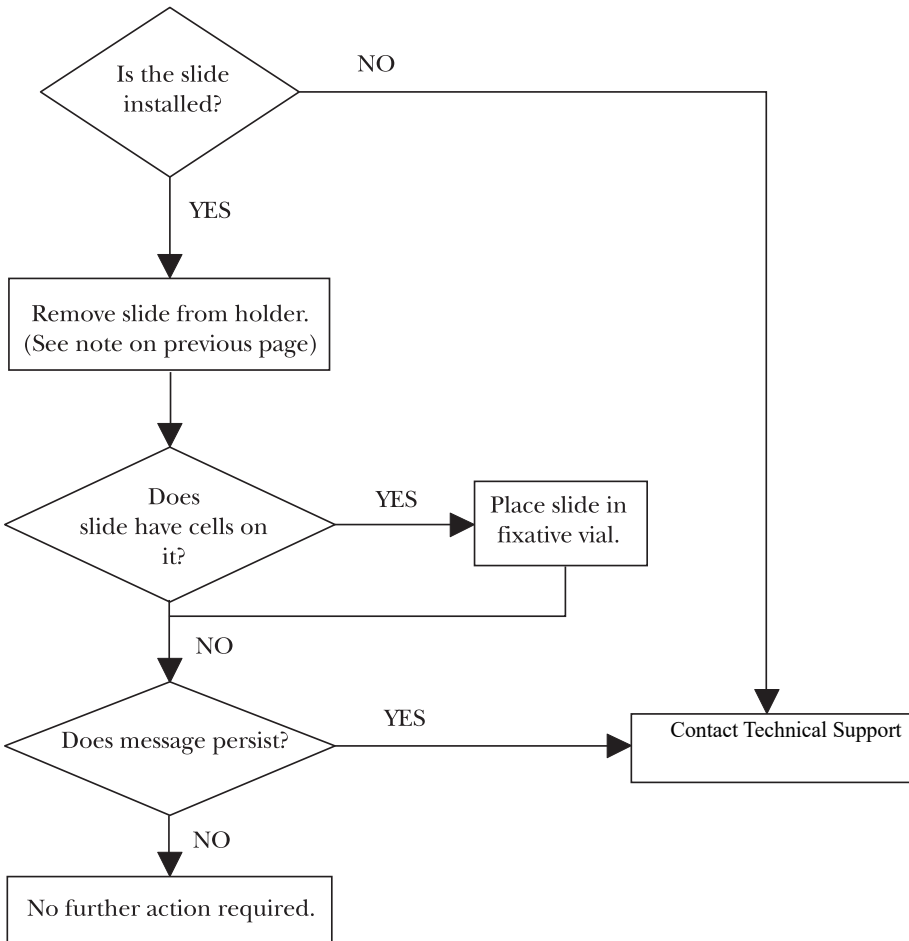 Is the slide
installed?
NO
YES
Remove slide from holder.
(See note on previous page)
Does
slide have cells on
it?
YES
Place slide in
fixative vial.
NO
Does message persist?
YES
Contact Technical Support
NO
No further action required.